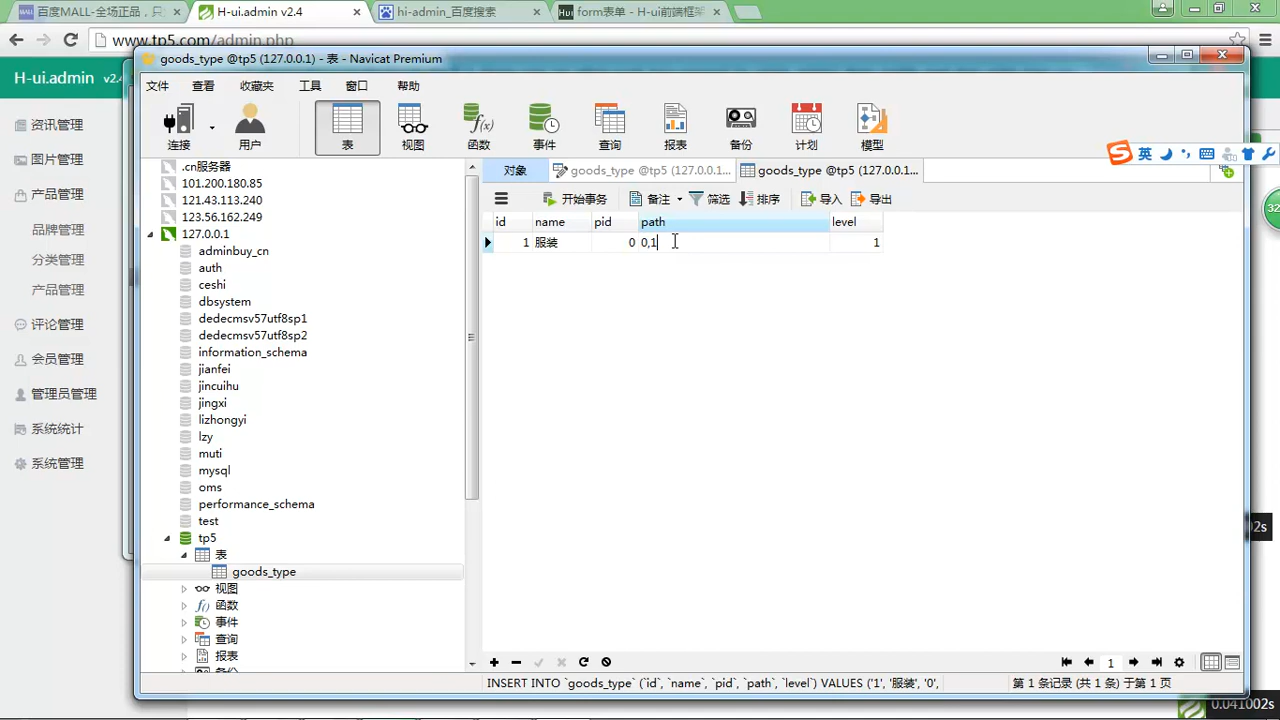 百度MALL-全场正品，只
H-ui.admin v2.4
hi-admin_百度搜索
form表单 - H-ui前端框架
www.tp5.com/admin.php
H-ui.admin v2.4
资讯管理
图片管理
产品管理
品牌管理
分类管理
产品管理
评论管理
会员管理
管理员管理
系统统计
系统管理
goods_type @tp5 (127.0.0.1) - 表 - Navicat Premium
文件 查看 收藏夹 工具 窗口 帮助
连接 用户 表 视图 函数 事件 查询 报表 备份 计划 模型
英
32
.cn服务器
101.200.180.85
121.43.113.240
123.56.162.249
127.0.0.1
adminbuy_cn
auth
ceshi
dbsystem
dedecmsv57utf8sp1
dedecmsv57utf8sp2
information_schema
jianfei
jincuihu
jingxi
lizhongyi
lzy
muti
mysql
oms
performance_schema
test
tp5
表
goods_type
视图
函数
事件
查询
报表
备份
对象 goods_type @tp5 (127.0.0.1... goods_type @tp5 (127.0.0.1...
开始事务 备注 筛选 排序 导入 导出
id name pid path level
1 服装 0 0,1 1
1
INSERT INTO `goods_type` (`id`, `name`, `pid`, `path`, `level`) VALUES ('1', '服装', '0',
第 1 条记录 (共 1 条) 于第 1 页
2s
0.041002s